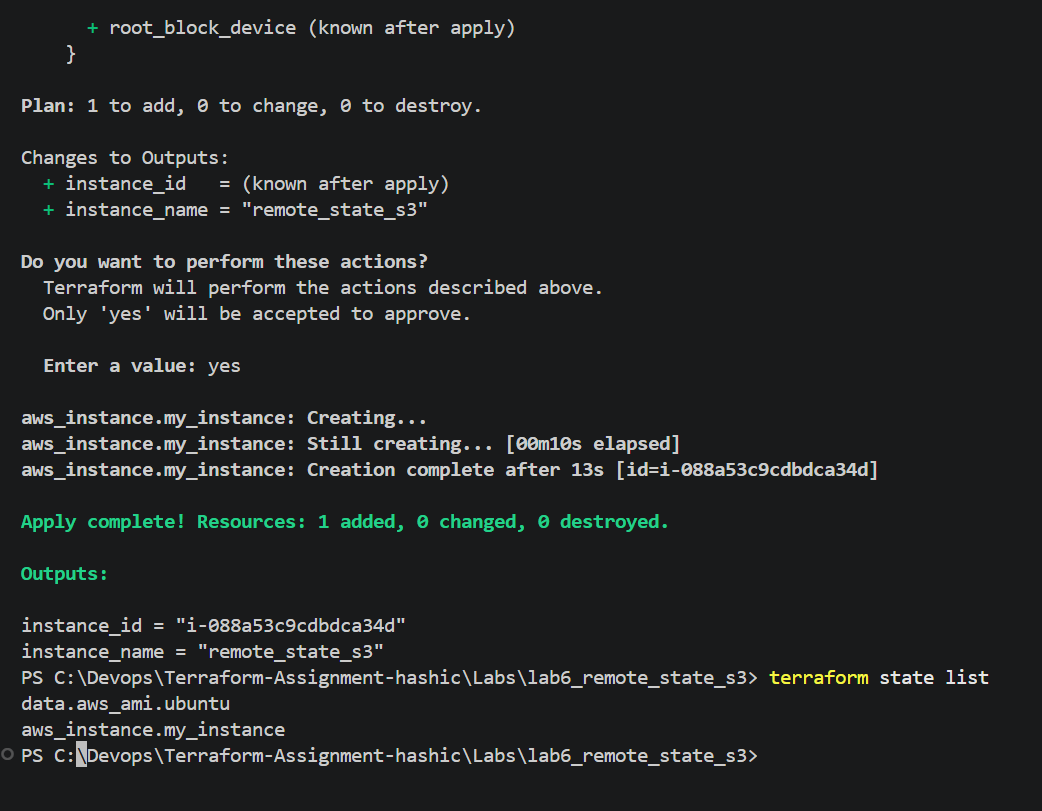 + root_block_device (known after apply)
}
Plan: 1 to add, 0 to change, 0 to destroy.
Changes to Outputs:
+ instance_id   = (known after apply)
+ instance_name = "remote_state_s3"
Do you want to perform these actions?
Terraform will perform the actions described above.
Only 'yes' will be accepted to approve.
Enter a value: yes
aws_instance.my_instance: Creating...
aws_instance.my_instance: Still creating... [00m10s elapsed]
aws_instance.my_instance: Creation complete after 13s [id=i-088a53c9cdbdca34d]
Apply complete! Resources: 1 added, 0 changed, 0 destroyed.
Outputs:
instance_id = "i-088a53c9cdbdca34d"
instance_name = "remote_state_s3"
PS C:\Devops\Terraform-Assignment-hashic\Labs\lab6_remote_state_s3> terraform state list
data.aws_ami.ubuntu
aws_instance.my_instance
PS C:\Devops\Terraform-Assignment-hashic\Labs\lab6_remote_state_s3>